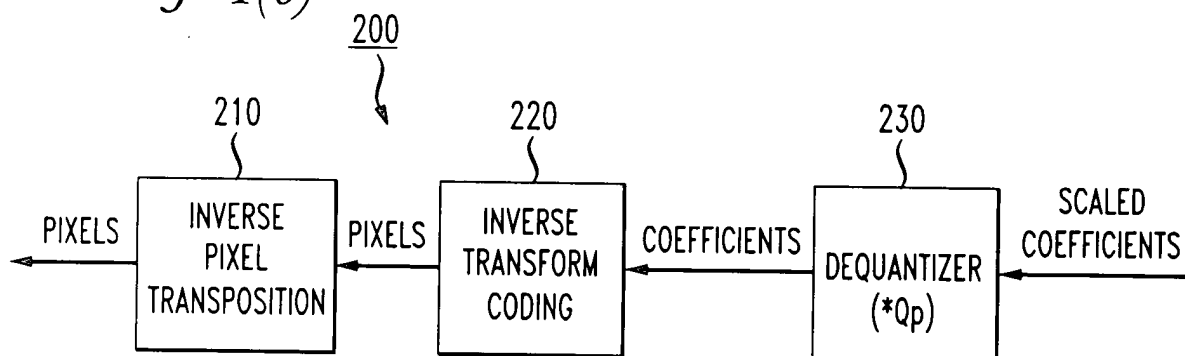 200
210
220
230
PIXELS
INVERSE
PIXEL
TRANSPOSITION
PIXELS
INVERSE
TRANSFORM
CODING
COEFFICIENTS
DEQUANTIZER
(*Qp)
SCALED
COEFFICIENTS